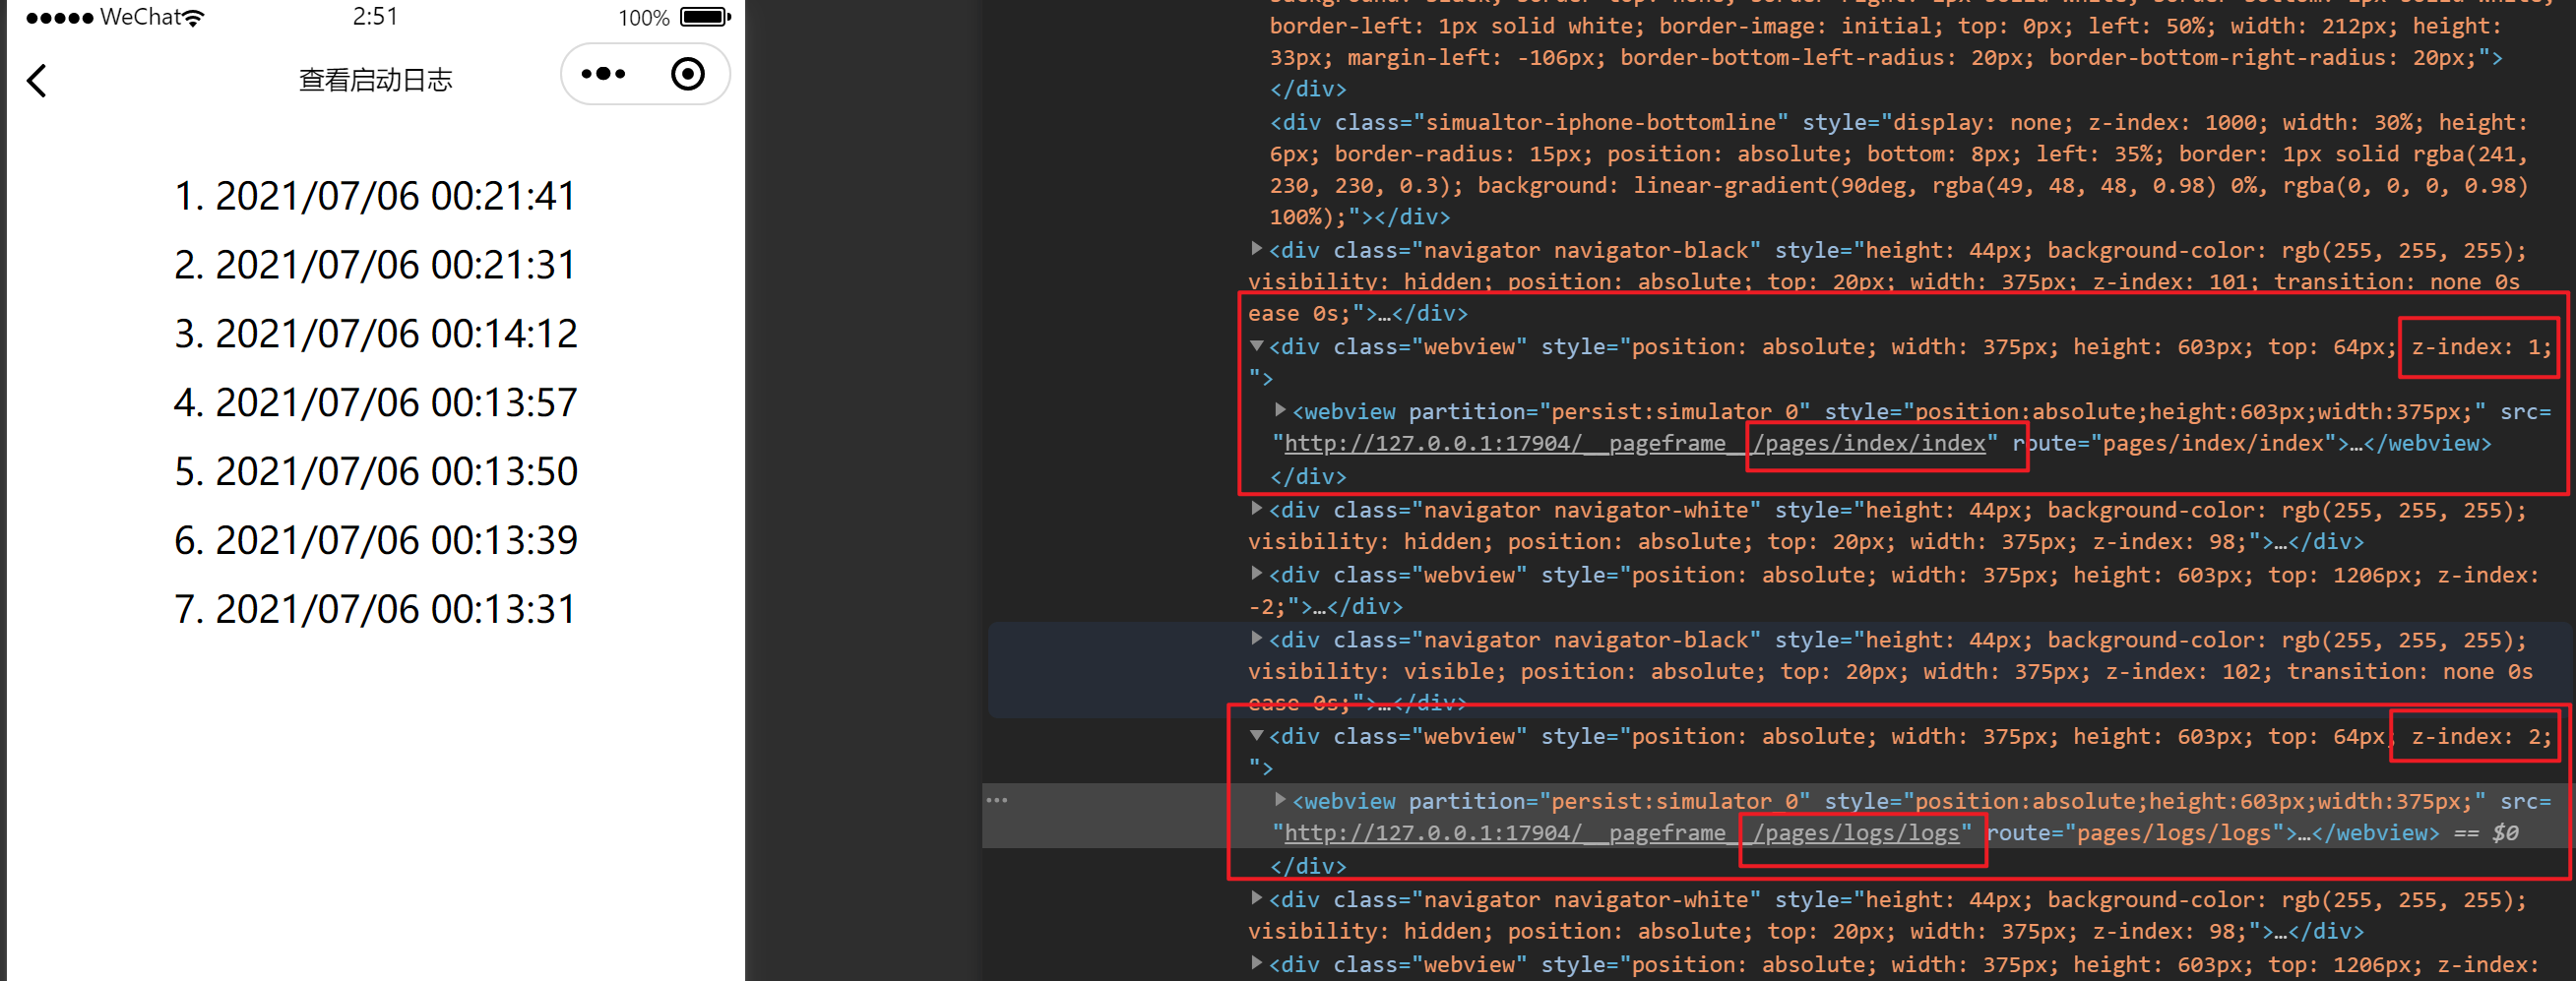 WeChat
2:51
100%
查看启动日志
1. 2021/07/06 00:21:41
2. 2021/07/06 00:21:31
3. 2021/07/06 00:14:12
4. 2021/07/06 00:13:57
5. 2021/07/06 00:13:50
6. 2021/07/06 00:13:39
7. 2021/07/06 00:13:31
border-left: 1px solid white; border-image: initial; top: 0px; left: 50%; width: 212px; height:
33px; margin-left: -106px; border-bottom-left-radius: 20px; border-bottom-right-radius: 20px;">
</div>
<div class="simualtor-iphone-bottomline" style="display: none; z-index: 1000; width: 30%; height:
6px; border-radius: 15px; position: absolute; bottom: 8px; left: 35%; border: 1px solid rgba(241,
230, 230, 0.3); background: linear-gradient(90deg, rgba(49, 48, 48, 0.98) 0%, rgba(0, 0, 0, 0.98)
100%);"></div>
<div class="navigator navigator-black" style="height: 44px; background-color: rgb(255, 255, 255);
visibility: hidden; position: absolute; top: 20px; width: 375px; z-index: 101; transition: none 0s
ease 0s;">…</div>
<div class="webview" style="position: absolute; width: 375px; height: 603px; top: 64px; z-index: 1;
">
<webview partition="persist:simulator_0" style="position:absolute;height:603px;width:375px;" src=
"http://127.0.0.1:17904/__pageframe__/pages/index/index" route="pages/index/index">…</webview>
</div>
<div class="navigator navigator-white" style="height: 44px; background-color: rgb(255, 255, 255);
visibility: hidden; position: absolute; top: 20px; width: 375px; z-index: 98;">…</div>
<div class="webview" style="position: absolute; width: 375px; height: 603px; top: 1206px; z-index:
-2;">…</div>
<div class="navigator navigator-black" style="height: 44px; background-color: rgb(255, 255, 255);
visibility: visible; position: absolute; top: 20px; width: 375px; z-index: 102; transition: none 0s
ease 0s;">…</div>
<div class="webview" style="position: absolute; width: 375px; height: 603px; top: 64px; z-index: 2;
">
<webview partition="persist:simulator_0" style="position:absolute;height:603px;width:375px;" src=
"http://127.0.0.1:17904/__pageframe__/pages/logs/logs" route="pages/logs/logs">…</webview> == $0
</div>
<div class="navigator navigator-white" style="height: 44px; background-color: rgb(255, 255, 255);
visibility: hidden; position: absolute; top: 20px; width: 375px; z-index: 98;">…</div>
<div class="webview" style="position: absolute; width: 375px; height: 603px; top: 1206px; z-index: